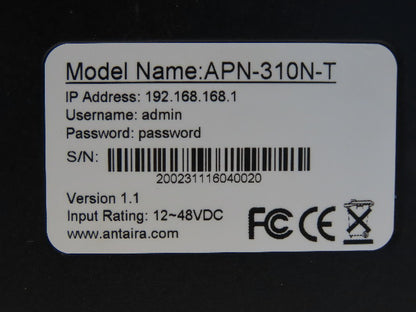 Model Name:APN-310N-T
IP Address: 192.168.168.1
Username: admin
Password: password
S/N:
200231116040020
Version 1.1
Input Rating: 12~48VDC
www.antaira.com
FC CE